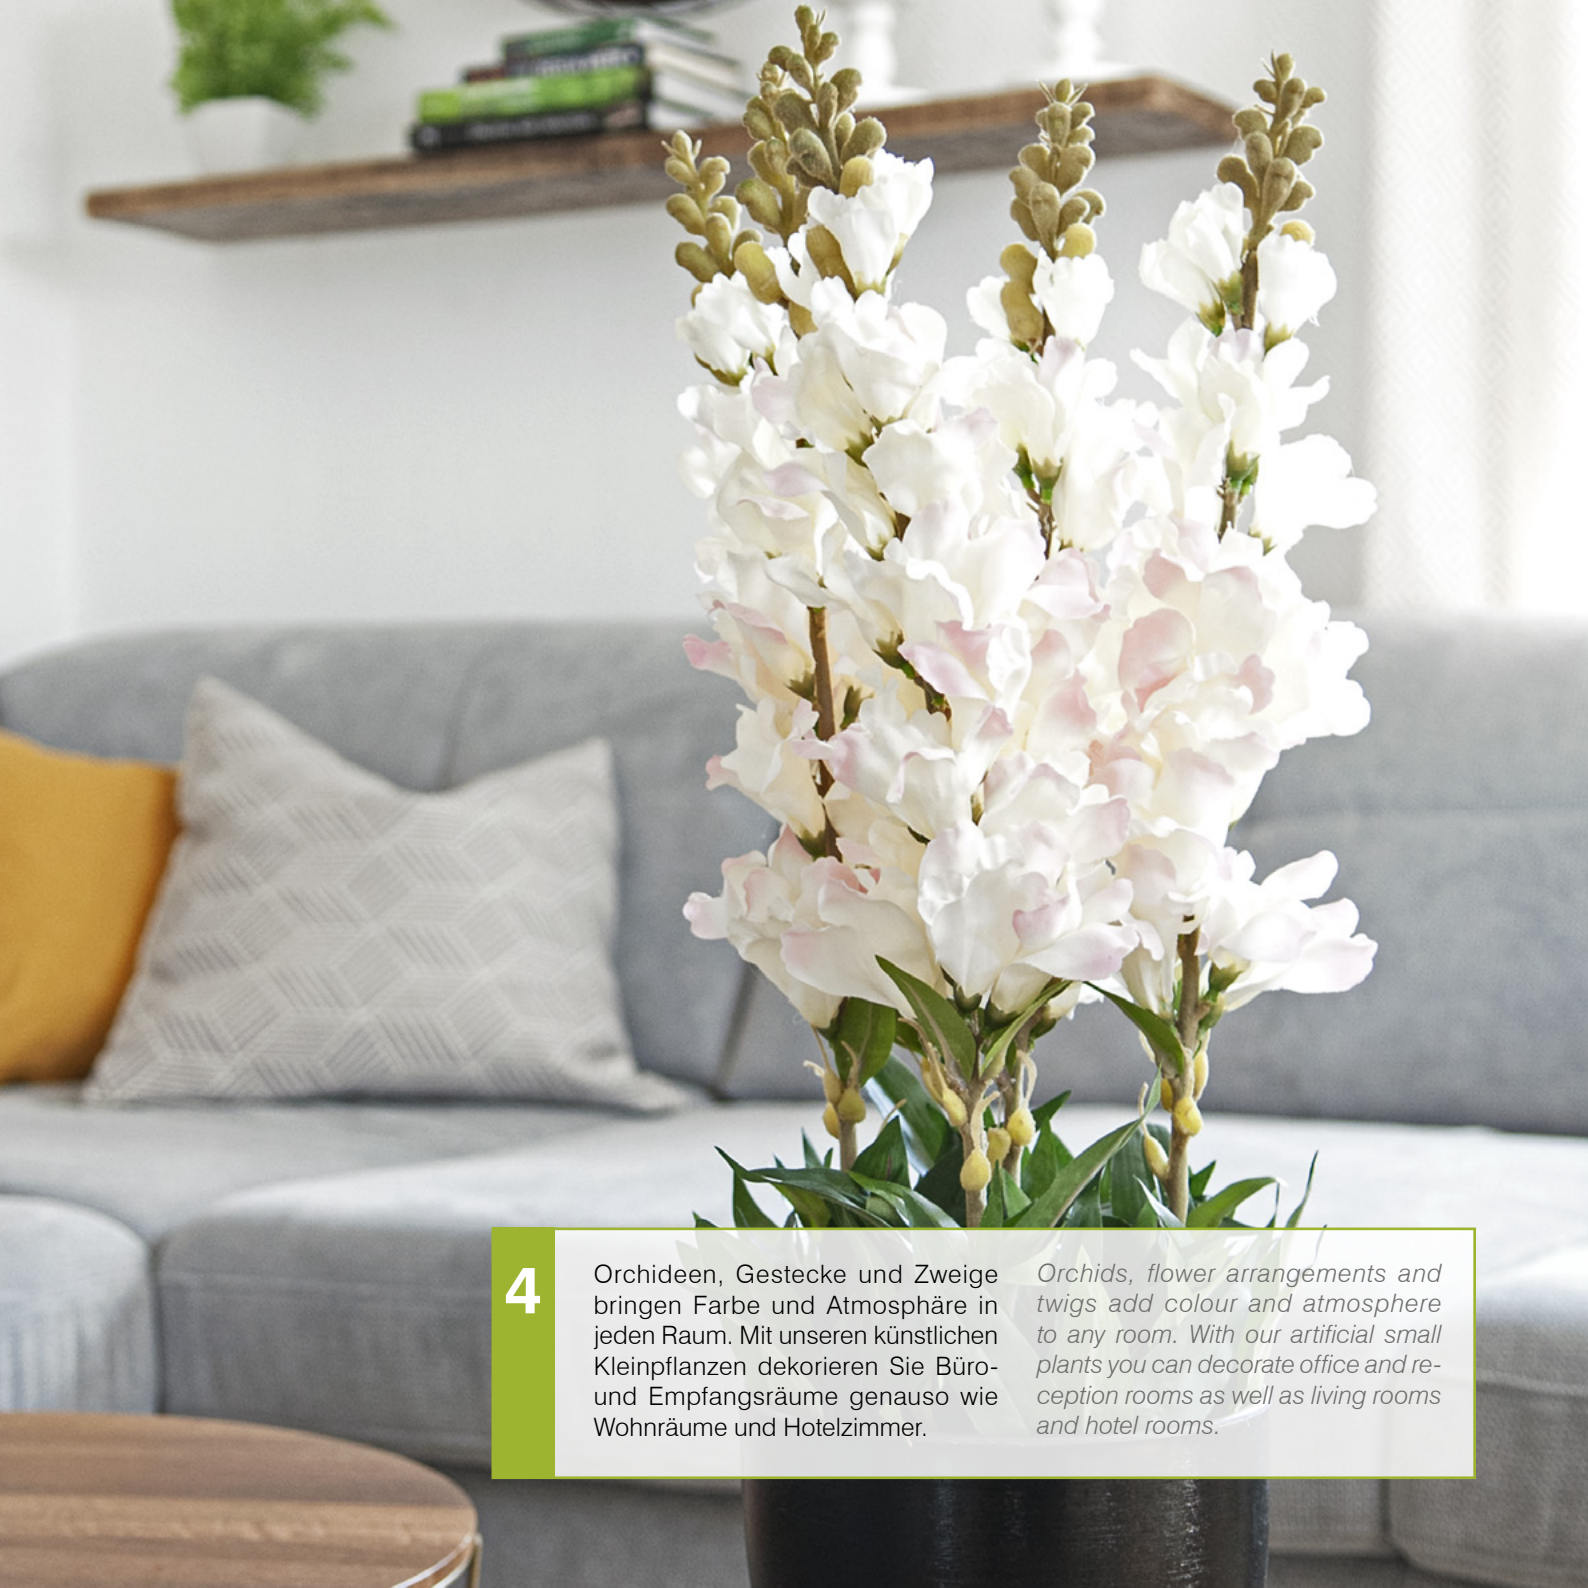 4
Orchideen, Gestecke und Zweige
bringen Farbe und Atmosphäre in
jeden Raum. Mit unseren künstlichen
Kleinpflanzen dekorieren Sie Büro-
und Empfangsräume genauso wie
Wohnräume und Hotelzimmer.
Orchids, flower arrangements and
twigs add colour and atmosphere
to any room. With our artificial small
plants you can decorate office and re-
ception rooms as well as living rooms
and hotel rooms.